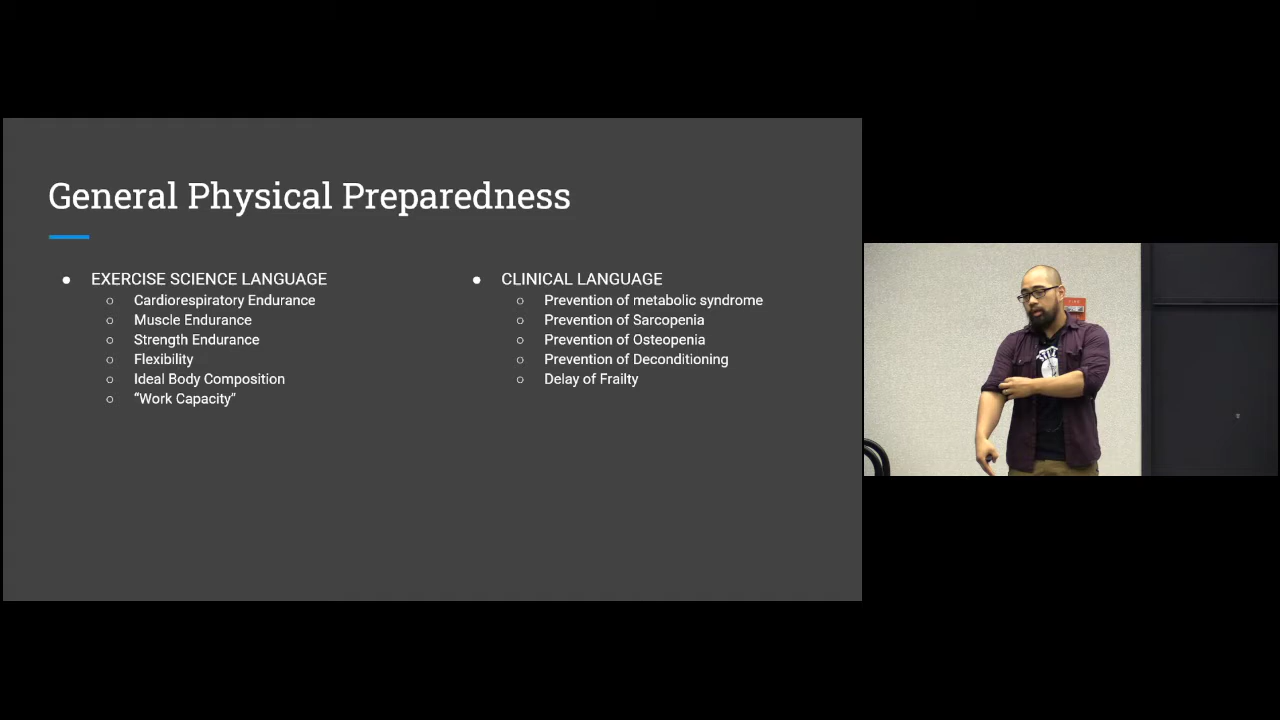 General Physical Preparedness
● EXERCISE SCIENCE LANGUAGE
○ Cardiorespiratory Endurance
○ Muscle Endurance
○ Strength Endurance
○ Flexibility
○ Ideal Body Composition
○ “Work Capacity”
● CLINICAL LANGUAGE
○ Prevention of metabolic syndrome
○ Prevention of Sarcopenia
○ Prevention of Osteopenia
○ Prevention of Deconditioning
○ Delay of Frailty
FIRE